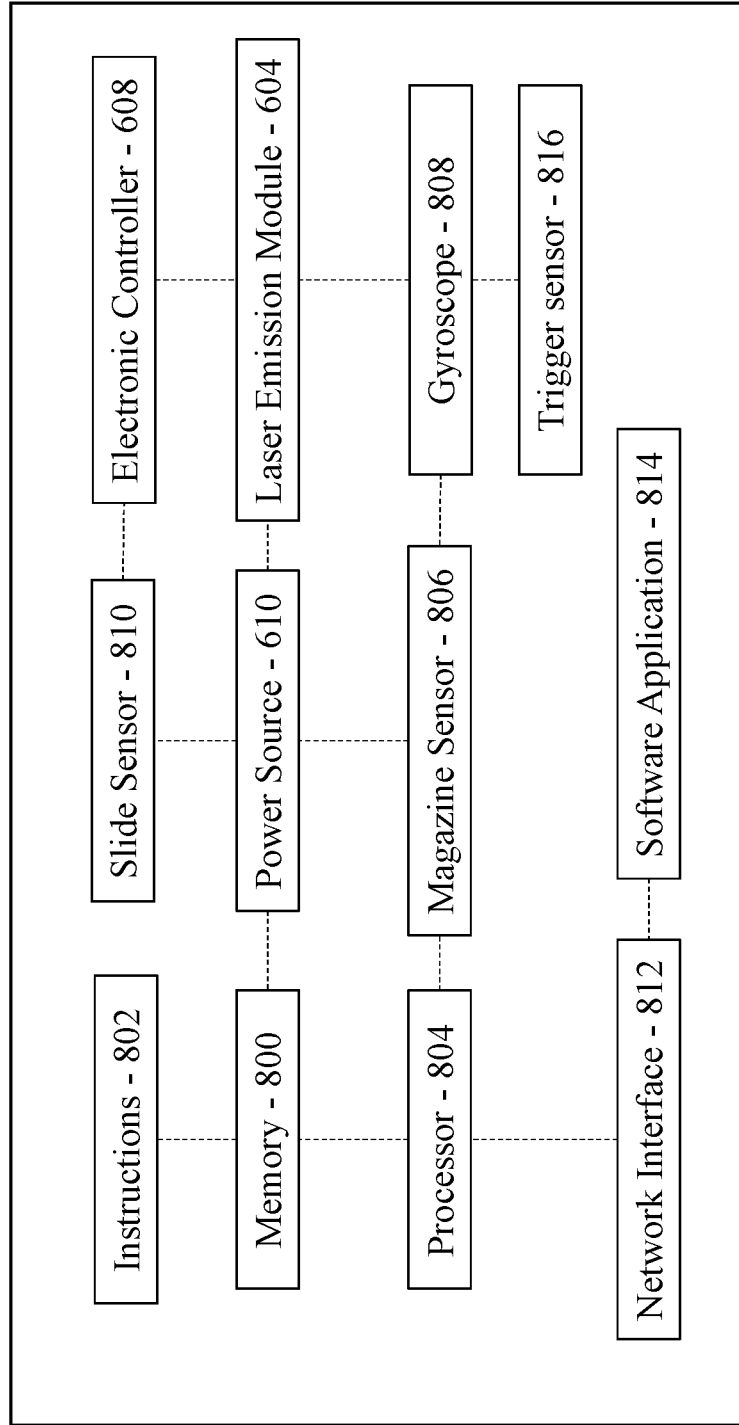 Instructions - 802
Slide Sensor - 810
Electronic Controller - 608
Memory - 800
Power Source - 610
Laser Emission Module - 604
Processor - 804
Magazine Sensor - 806
Gyroscope - 808
Trigger sensor - 816
Network Interface - 812
Software Application - 814